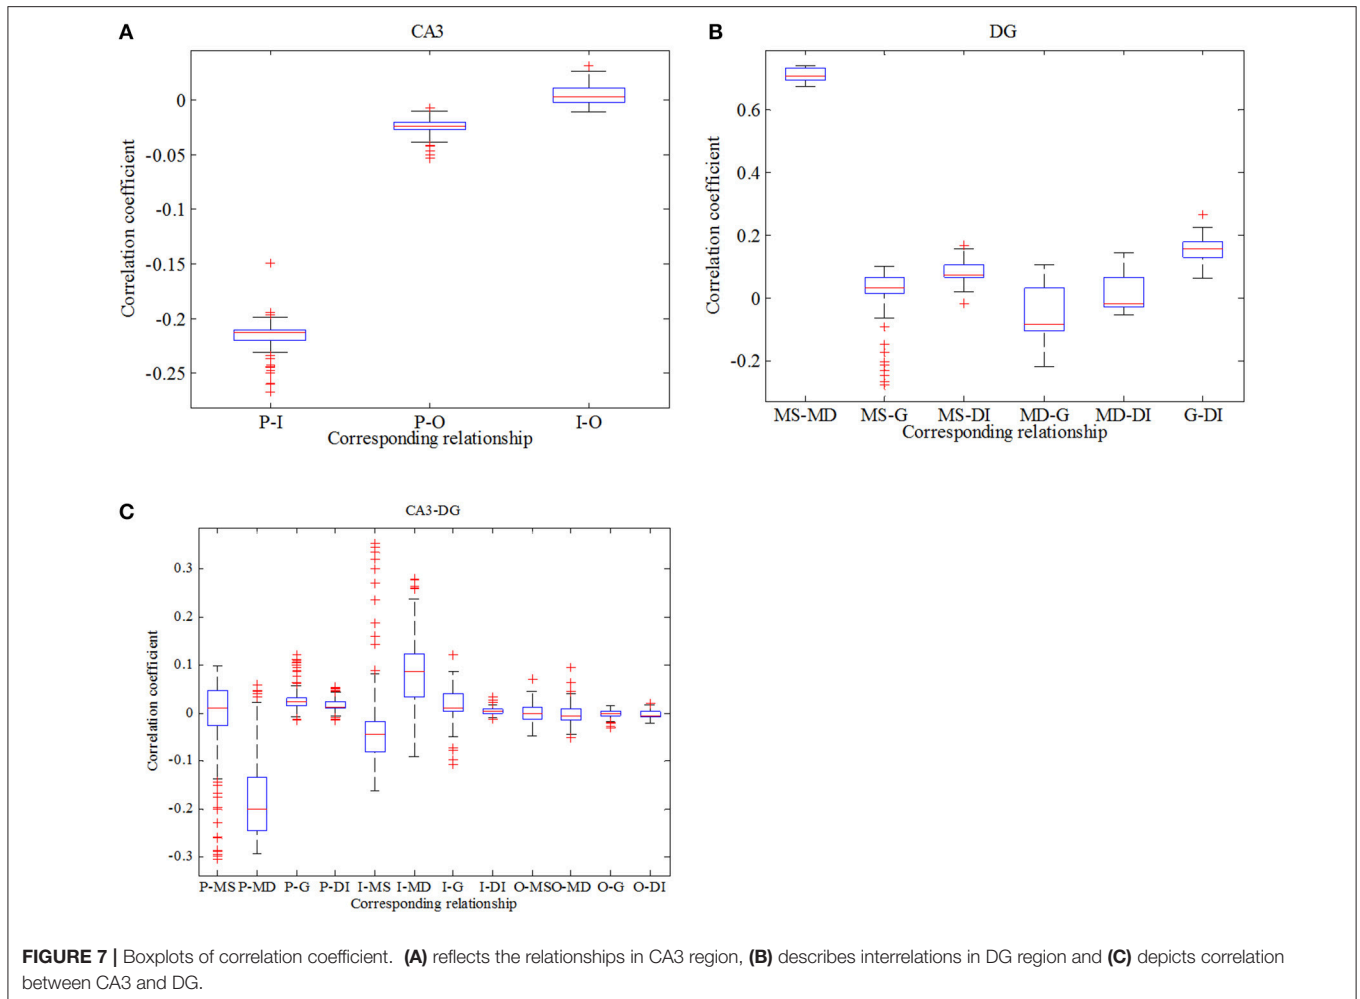 A
CA3
Correlation coefficient
0
-0.05
-0.1
-0.15
-0.2
-0.25
P-I
P-O
I-O
Corresponding relationship
B
DG
Correlation coefficient
0.6
0.4
0.2
0
-0.2
MS-MD
MS-G
MS-DI
MD-G
MD-DI
G-DI
Corresponding relationship
C
CA3-DG
Correlation coefficient
0.3
0.2
0.1
0
-0.1
-0.2
-0.3
P-MS
P-MD
P-G
P-DI
I-MS
I-MD
I-G
I-DI
O-MS
O-MD
O-G
O-DI
Corresponding relationship
FIGURE 7 | Boxplots of correlation coefficient. (A) reflects the relationships in CA3 region, (B) describes interrelations in DG region and (C) depicts correlation
between CA3 and DG.